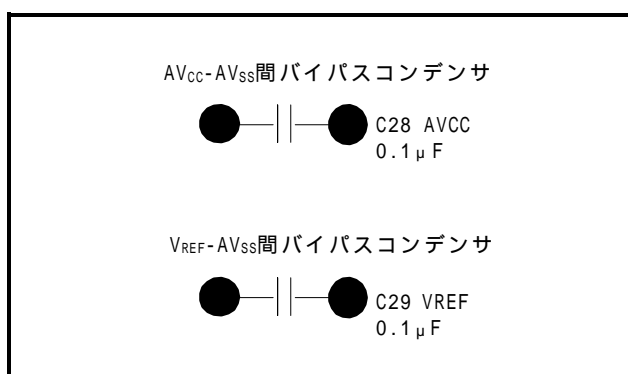 AVCC-AVSS間バイパスコンデンサ
C28 AVCC
0.1μF
VREF-AVSS間バイパスコンデンサ
C29 VREF
0.1μF